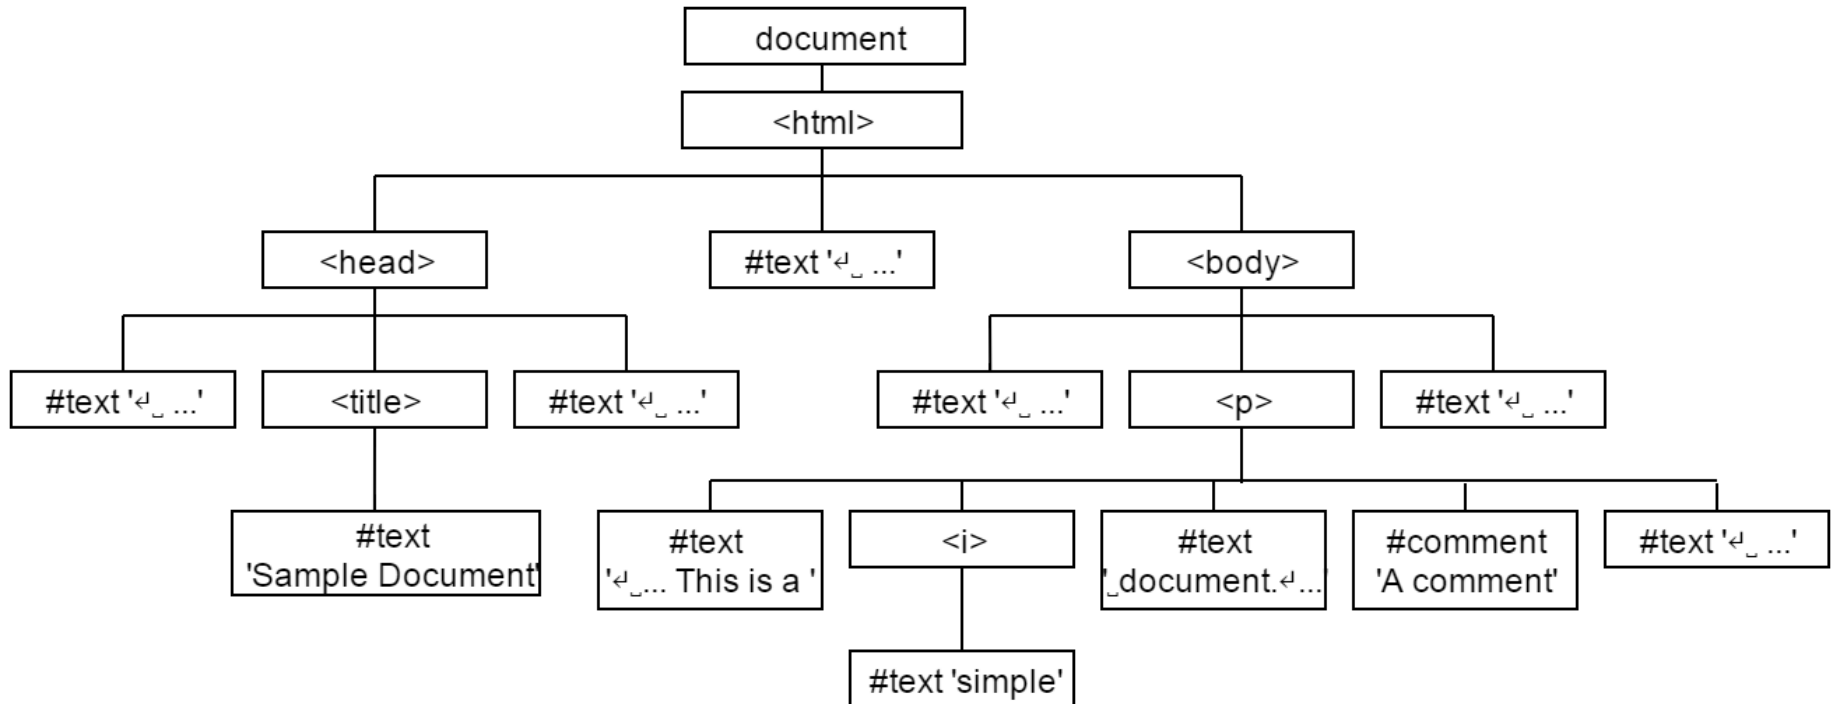 document
<html>
<head>
#text '↵␣ ...'
<body>
#text '↵␣ ...'
<title>
#text '↵␣ ...'
#text '↵␣ ...'
<p>
#text '↵␣ ...'
#text
'Sample Document'
#text
'↵␣... This is a '
<i>
#text
'␣document.↵...'
#comment
'A comment'
#text '↵␣ ...'
#text 'simple'